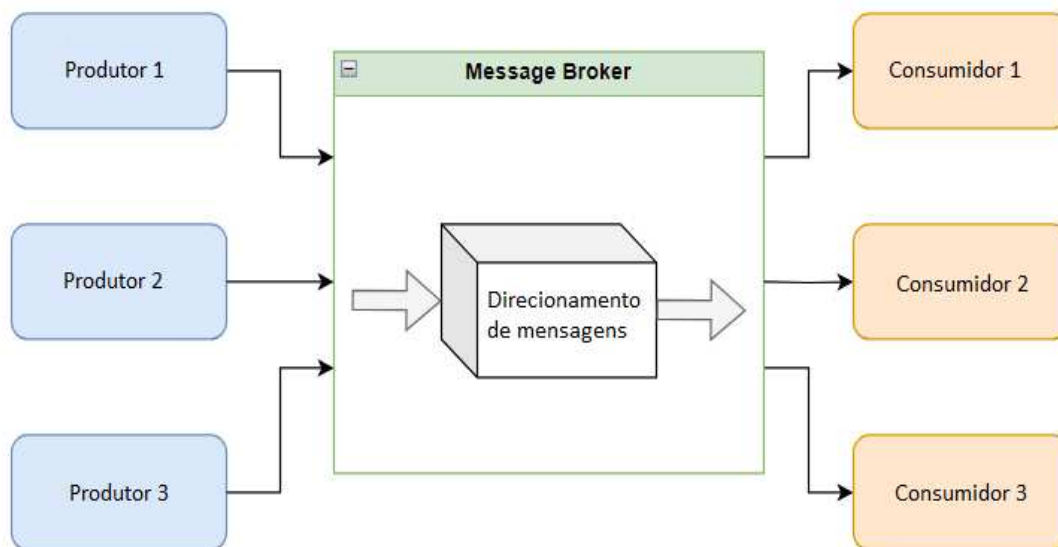 Produtor 1
Message Broker
Consumidor 1
Produtor 2
Direcionamento
de mensagens
Consumidor 2
Produtor 3
Consumidor 3